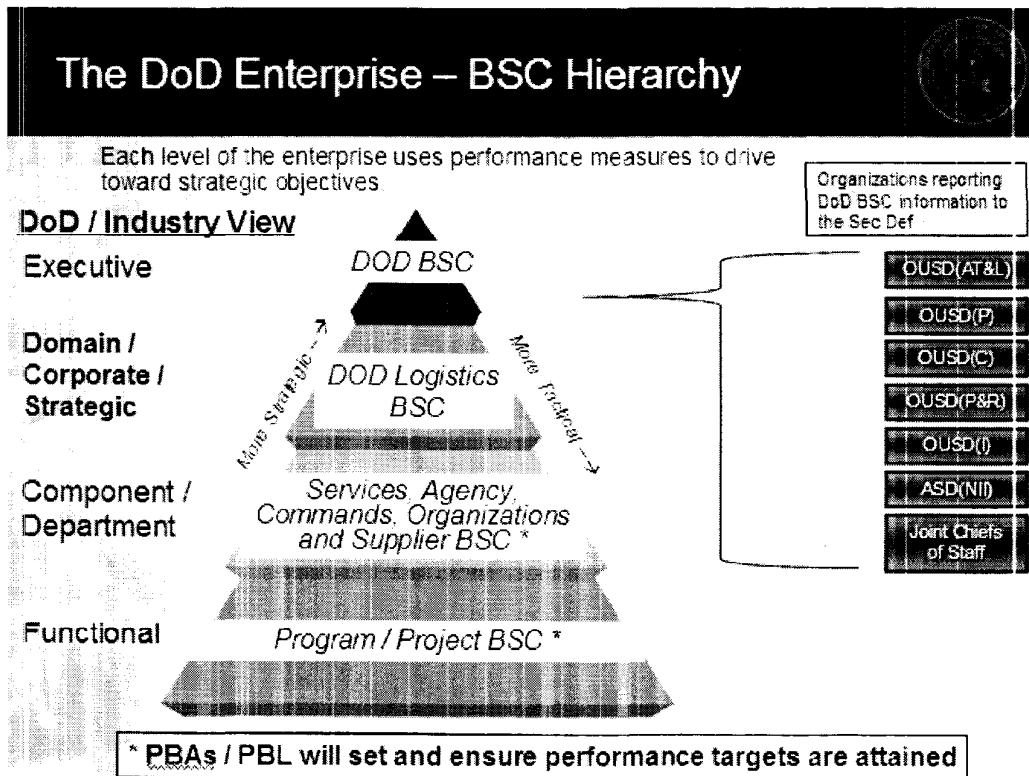 The DoD Enterprise – BSC Hierarchy
Each level of the enterprise uses performance measures to drive
toward strategic objectives
Organizations reporting
DoD BSC information to
the Sec Def
DoD / Industry View
Executive
DOD BSC
Domain /
Corporate /
Strategic
More Strategic
DOD Logistics
BSC
More Tactical
Component /
Department
Services, Agency,
Commands, Organizations
and Supplier BSC *
Functional
Program / Project BSC *
OUSD(AT&L)
OUSD(P)
OUSD(C)
OUSD(P&R)
OUSD(I)
ASD(NII)
Joint Chiefs
of Staff
* PBAs / PBL will set and ensure performance targets are attained